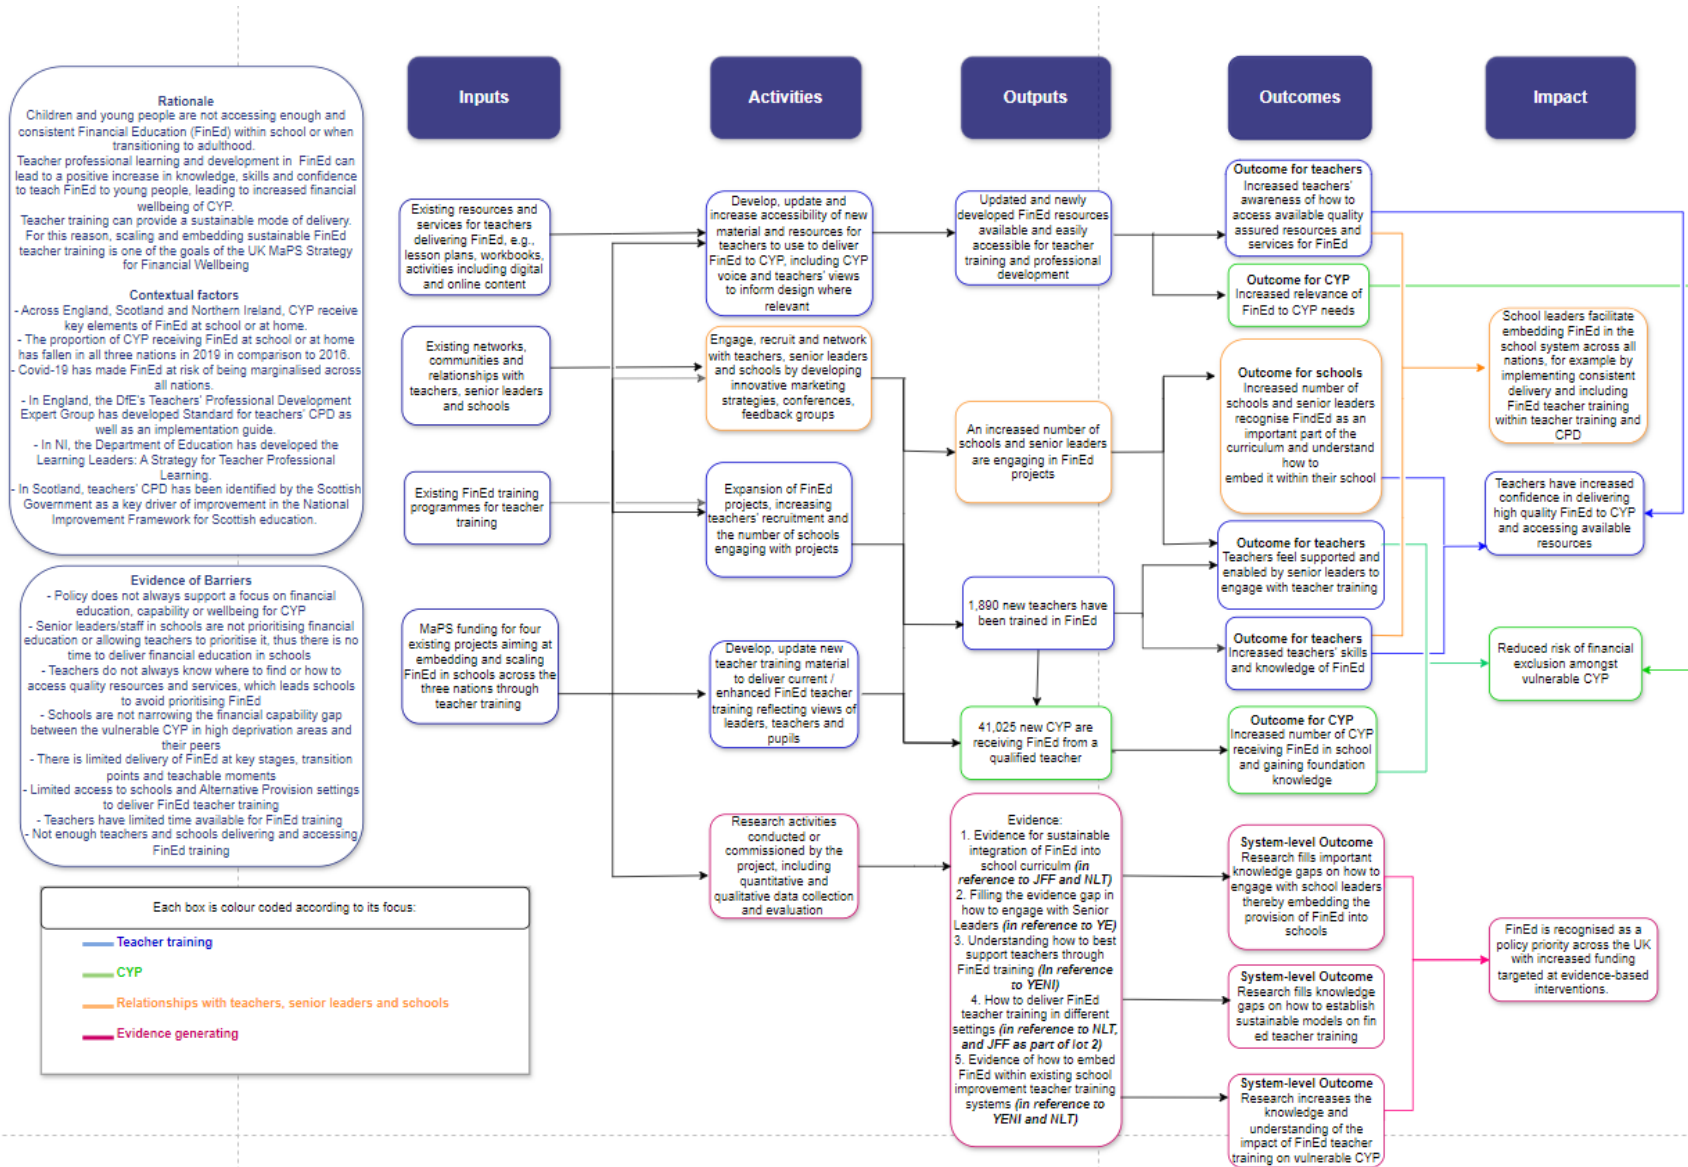 Rationale
Children and young people are not accessing enough and
consistent Financial Education (FinEd) within school or when
transitioning to adulthood.
Teacher professional learning and development in FinEd can
lead to a positive increase in knowledge, skills and confidence
to teach FinEd to young people, leading to increased financial
wellbeing of CYP.
Teacher training can provide a sustainable mode of delivery.
For this reason, scaling and embedding sustainable FinEd
teacher training is one of the goals of the UK MaPS Strategy
for Financial Wellbeing
Contextual factors
- Across England, Scotland and Northern Ireland, CYP receive
key elements of FinEd at school or at home.
- The proportion of CYP receiving FinEd at school or at home
has fallen in all three nations in 2019 in comparison to 2016.
- Covid-19 has made FinEd at risk of being marginalised across
all nations.
- In England, the DfE's Teachers' Professional Development
Expert Group has developed Standard for teachers' CPD as
well as an implementation guide.
- In NI, the Department of Education has developed the
Learning Leaders: A Strategy for Teacher Professional
Learning.
- In Scotland, teachers' CPD has been identified by the Scottish
Government as a key driver of improvement in the National
Improvement Framework for Scottish education.
Evidence of Barriers
- Policy does not always support a focus on financial
education, capability or wellbeing for CYP
- Senior leaders/staff in schools are not prioritising financial
education or allowing teachers to prioritise it, thus there is no
time to deliver financial education in schools
- Teachers do not always know where to find or how to
access quality resources and services, which leads schools
to avoid prioritising FinEd
- Schools are not narrowing the financial capability gap
between the vulnerable CYP in high deprivation areas and
their peers
- There is limited delivery of FinEd at key stages, transition
points and teachable moments
- Limited access to schools and Alternative Provision settings
to deliver FinEd teacher training
- Teachers have limited time available for FinEd training
- Not enough teachers and schools delivering and accessing
FinEd training
Each box is colour coded according to its focus:
Teacher training
CYP
Relationships with teachers, senior leaders and schools
Evidence generating
Inputs
Existing resources and
services for teachers
delivering FinEd, e.g.,
lesson plans, workbooks,
activities including digital
and online content
Existing networks,
communities and
relationships with
teachers, senior leaders
and schools
Existing FinEd training
programmes for teacher
training
MaPS funding for four
existing projects aiming at
embedding and scaling
FinEd in schools across the
three nations through
teacher training
Activities
Develop, update and
increase accessibility of new
material and resources for
teachers to use to deliver
FinEd to CYP, including CYP
voice and teachers' views
to inform design where
relevant
Engage, recruit and network
with teachers, senior leaders
and schools by developing
innovative marketing
strategies, conferences,
feedback groups
Expansion of FinEd
projects, increasing
teachers' recruitment and
the number of schools
engaging with projects
Develop, update new
teacher training material
to deliver current /
enhanced FinEd teacher
training reflecting views of
leaders, teachers and
pupils
Research activities
conducted or
commissioned by the
project, including
quantitative and
qualitative data collection
and evaluation
Outputs
Updated and newly
developed FinEd resources
available and easily
accessible for teacher
training and professional
development
An increased number of
schools and senior leaders
are engaging in FinEd
projects
1,890 new teachers have
been trained in FinEd
41,025 new CYP are
receiving FinEd from a
qualified teacher
Evidence:
1. Evidence for sustainable
integration of FinEd into
school curriculm (in
reference to JFF and NLT)
2. Filling the evidence gap in
how to engage with Senior
Leaders (in reference to YE)
3. Understanding how to best
support teachers through
FinEd training (In reference
to YENI)
4. How to deliver FinEd
teacher training in different
settings (in reference to NLT,
and JFF as part of lot 2)
5. Evidence of how to embed
FinEd within existing school
improvement teacher training
systems (in reference to
YENI and NLT)
Outcomes
Outcome for teachers
Increased teachers'
awareness of how to
access available quality
assured resources and
services for FinEd
Outcome for CYP
Increased relevance of
FinEd to CYP needs
Outcome for schools
Increased number of
schools and senior leaders
recognise FindEd as an
important part of the
curriculum and understand
how to
embed it within their school
Outcome for teachers
Teachers feel supported and
enabled by senior leaders to
engage with teacher training
Outcome for teachers
Increased teachers' skills
and knowledge of FinEd
Outcome for CYP
Increased number of CYP
receiving FinEd in school
and gaining foundation
knowledge
System-level Outcome
Research fills important
knowledge gaps on how to
engage with school leaders
thereby embedding the
provision of FinEd into
schools
System-level Outcome
Research fills knowledge
gaps on how to establish
sustainable models on fin
ed teacher training
System-level Outcome
Research increases the
knowledge and
understanding of the
impact of FinEd teacher
training on vulnerable CYP
Impact
School leaders facilitate
embedding FinEd in the
school system across all
nations, for example by
implementing consistent
delivery and including
FinEd teacher training
within teacher training and
CPD
Teachers have increased
confidence in delivering
high quality FinEd to CYP
and accessing available
resources
Reduced risk of financial
exclusion amongst
vulnerable CYP
FinEd is recognised as a
policy priority across the UK
with increased funding
targeted at evidence-based
interventions.